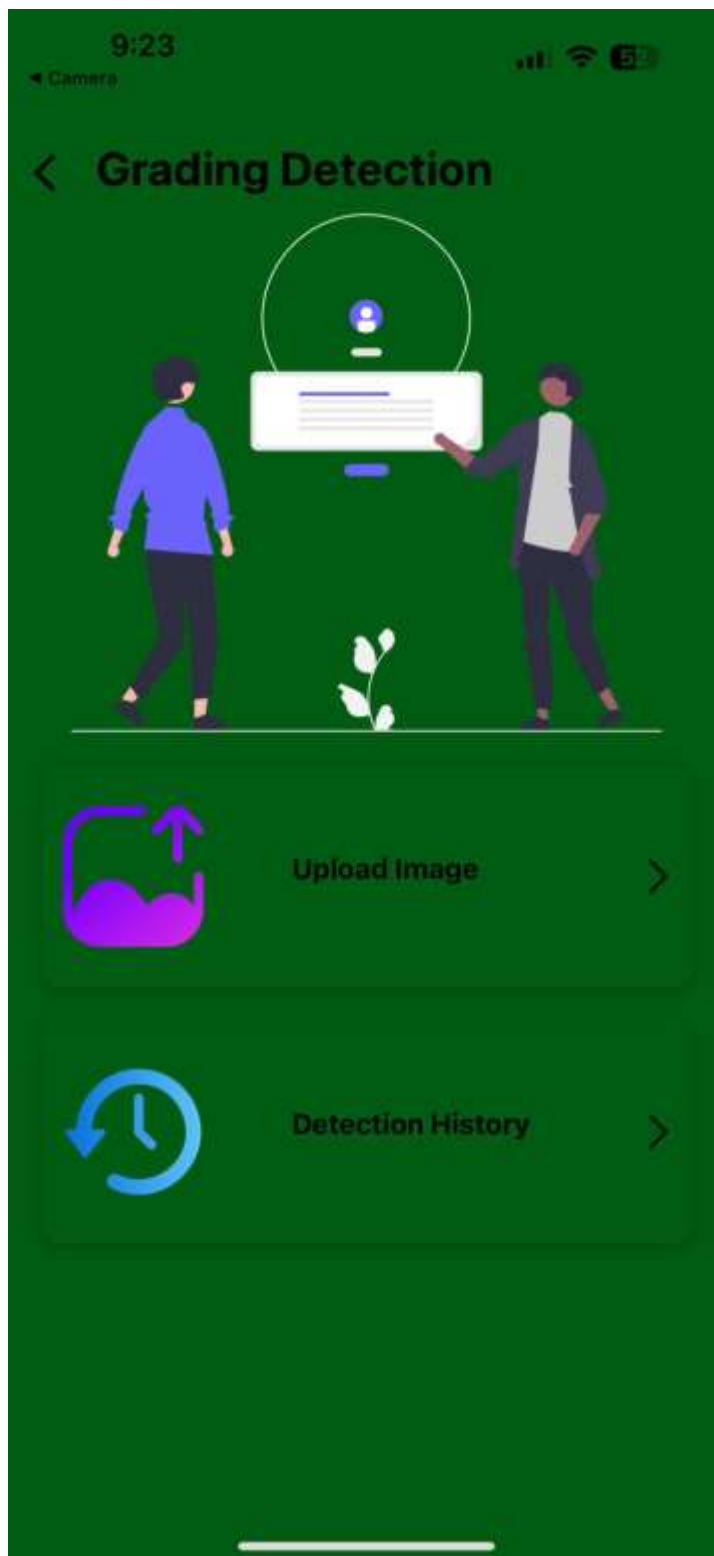 9:23
◀ Camera
Grading Detection
Upload Image
Detection History